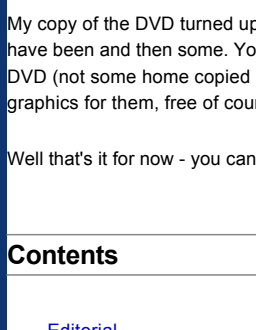 My copy of the DVD turned up
have been and then some. Yo
DVD (not some home copied
graphics for them, free of cour
Well that's it for now - you can
Contents
Editorial